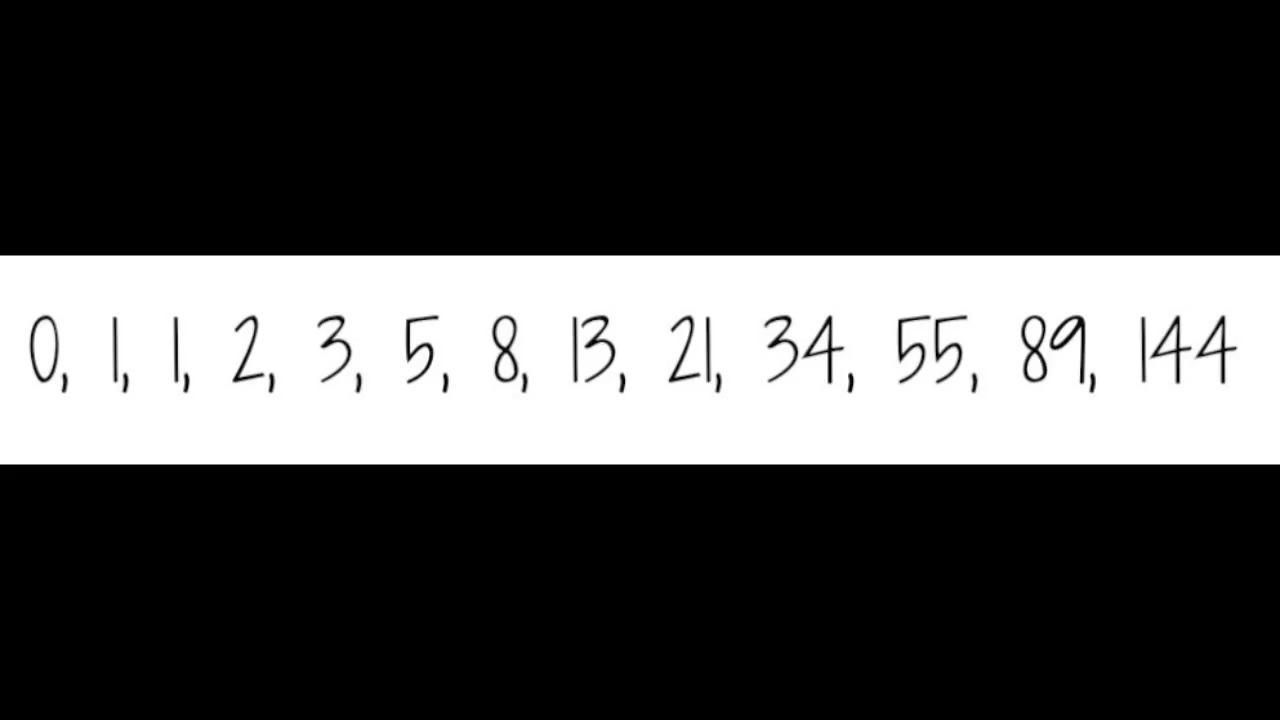 0, 1, 1, 2, 3, 5, 8, 13, 21, 34, 55, 89, 144